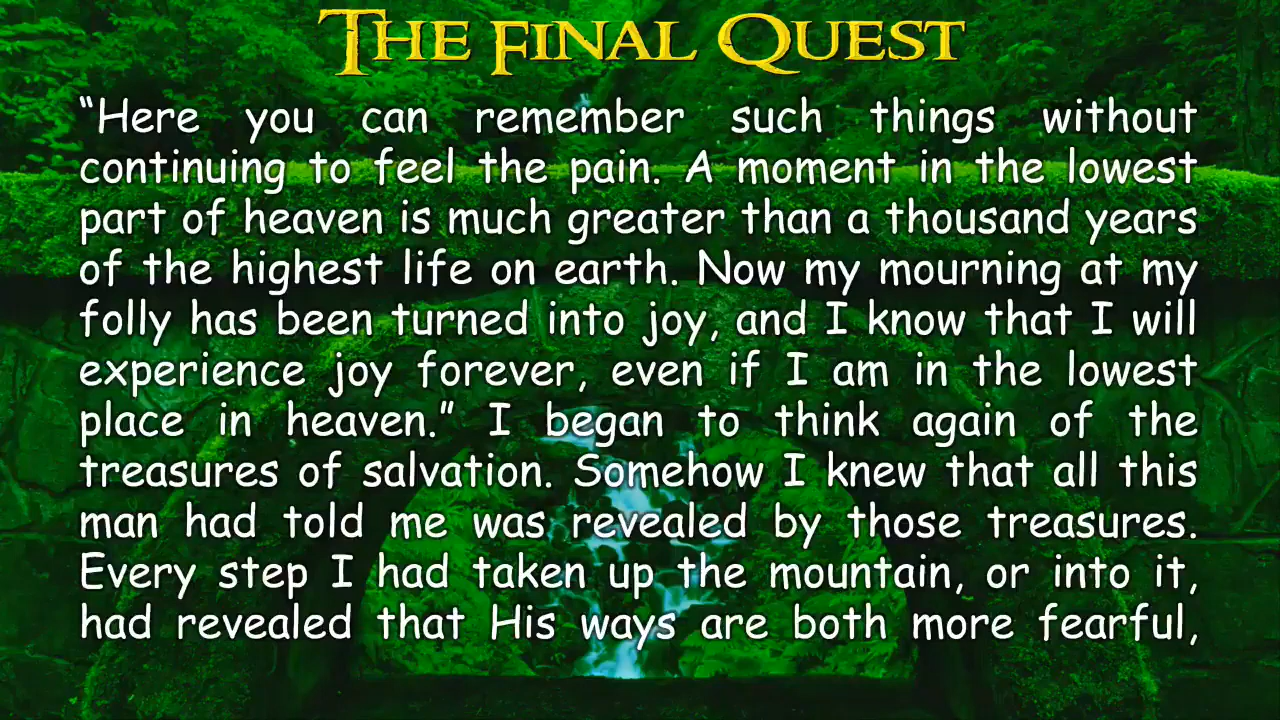 The Final Quest
“Here you can remember such things without
continuing to feel the pain. A moment in the lowest
part of heaven is much greater than a thousand years
of the highest life on earth. Now my mourning at my
folly has been turned into joy, and I know that I will
experience joy forever, even if I am in the lowest
place in heaven.” I began to think again of the
treasures of salvation. Somehow I knew that all this
man had told me was revealed by those treasures.
Every step I had taken up the mountain, or into it,
had revealed that His ways are both more fearful,